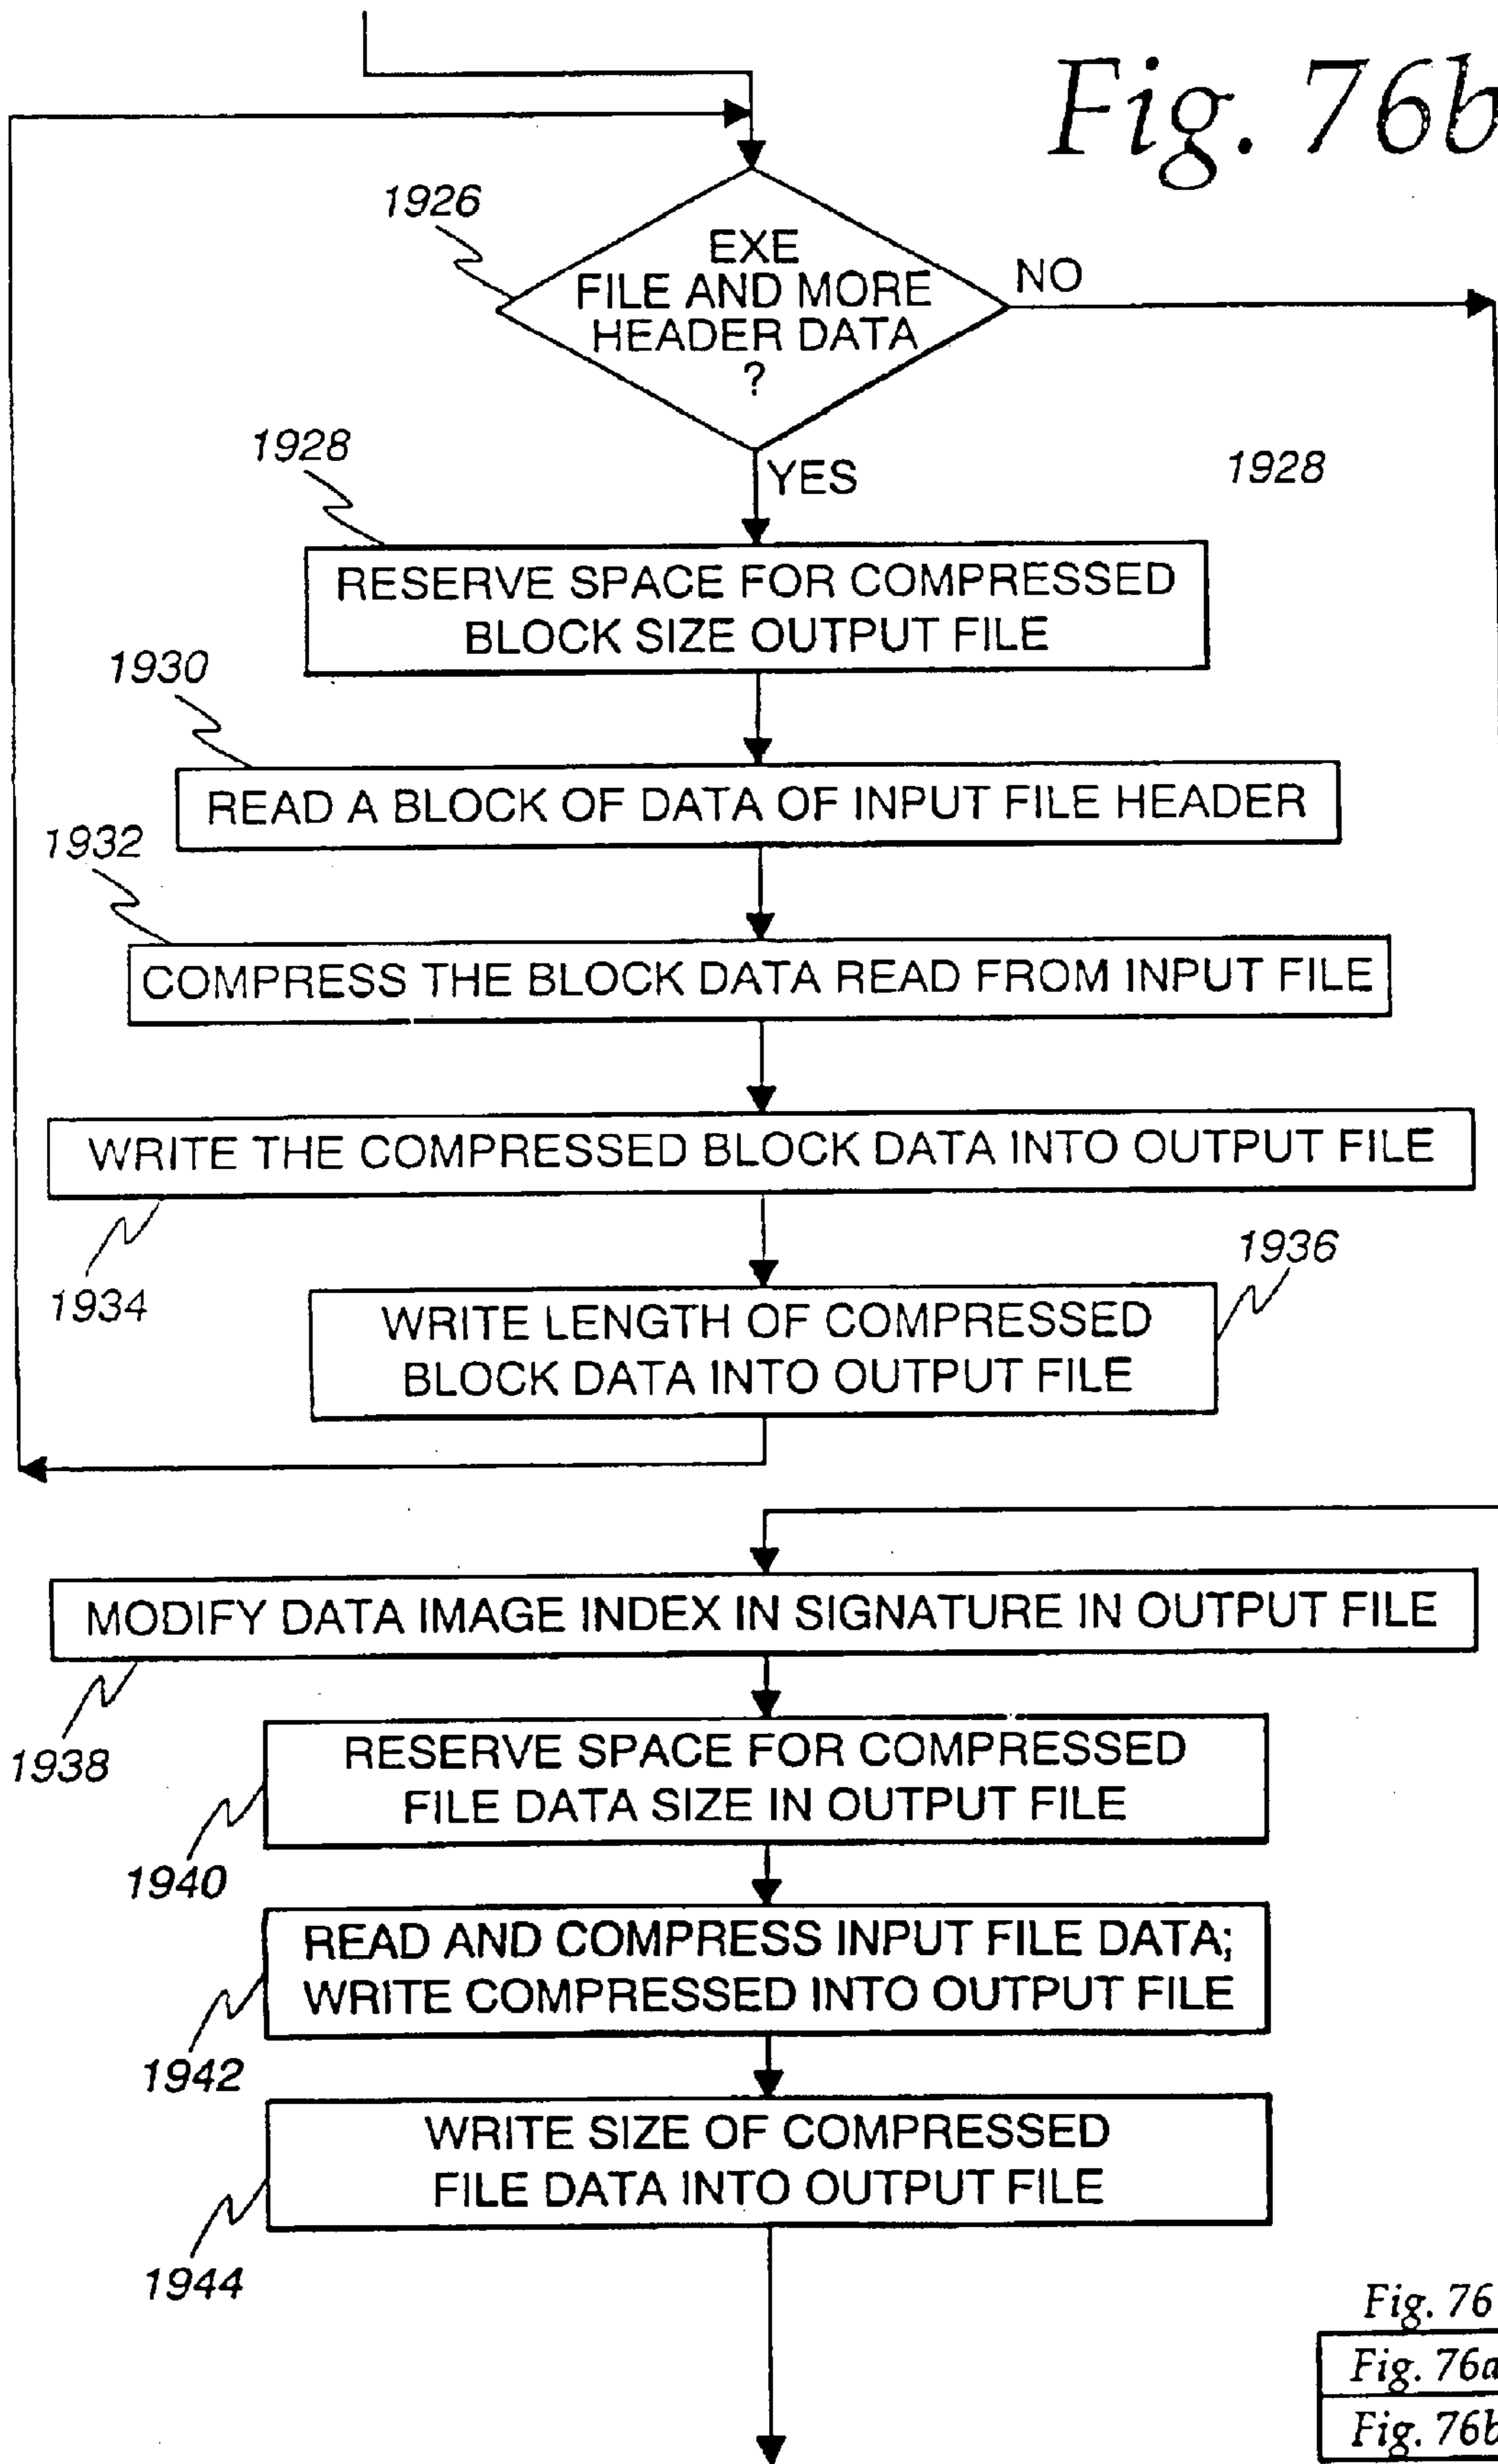 Fig. 76b
1926
EXE
FILE AND MORE
HEADER DATA
?
NO
1928
YES
1928
RESERVE SPACE FOR COMPRESSED
BLOCK SIZE OUTPUT FILE
1930
READ A BLOCK OF DATA OF INPUT FILE HEADER
1932
COMPRESS THE BLOCK DATA READ FROM INPUT FILE
WRITE THE COMPRESSED BLOCK DATA INTO OUTPUT FILE
1934
1936
WRITE LENGTH OF COMPRESSED
BLOCK DATA INTO OUTPUT FILE
MODIFY DATA IMAGE INDEX IN SIGNATURE IN OUTPUT FILE
1938
RESERVE SPACE FOR COMPRESSED
FILE DATA SIZE IN OUTPUT FILE
1940
READ AND COMPRESS INPUT FILE DATA;
WRITE COMPRESSED INTO OUTPUT FILE
1942
WRITE SIZE OF COMPRESSED
FILE DATA INTO OUTPUT FILE
1944
Fig. 76
Fig. 76a
Fig. 76b